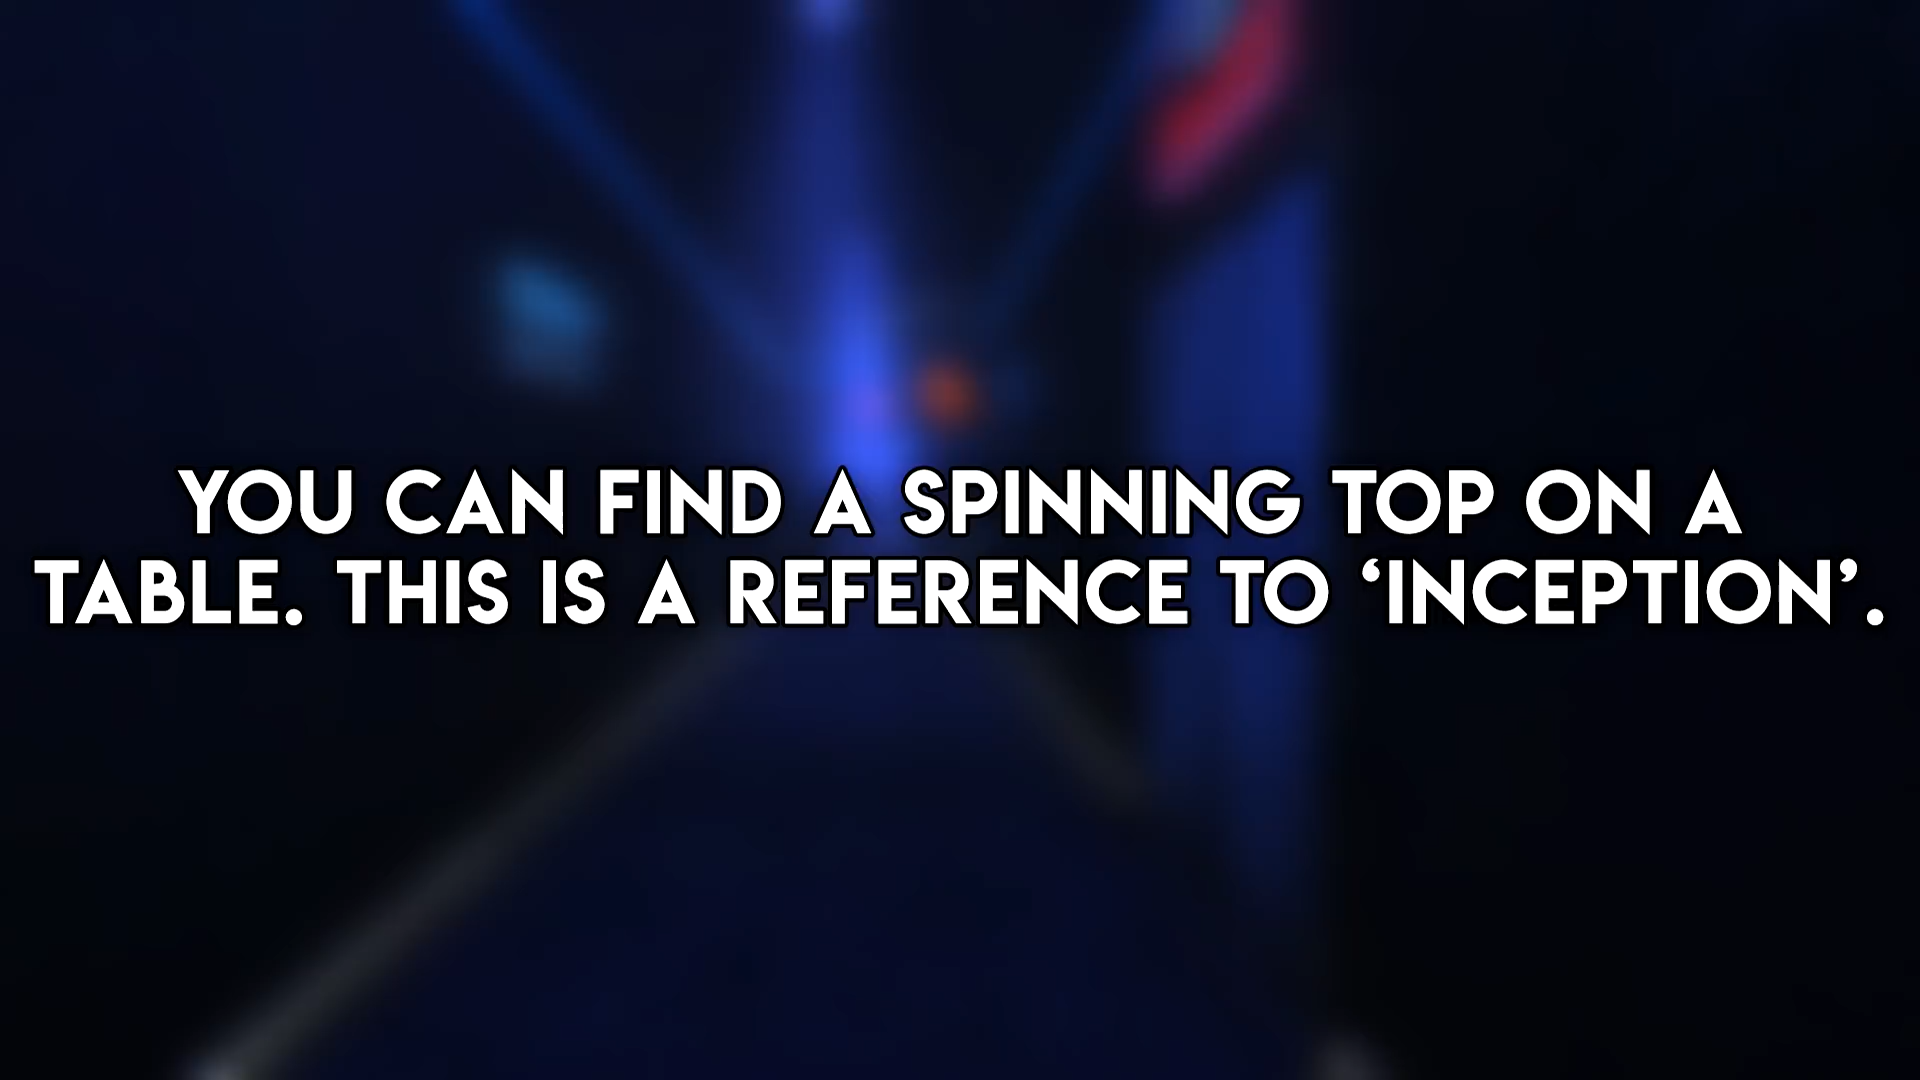 YOU CAN FIND A SPINNING TOP ON A
TABLE. THIS IS A REFERENCE TO ‘INCEPTION’.